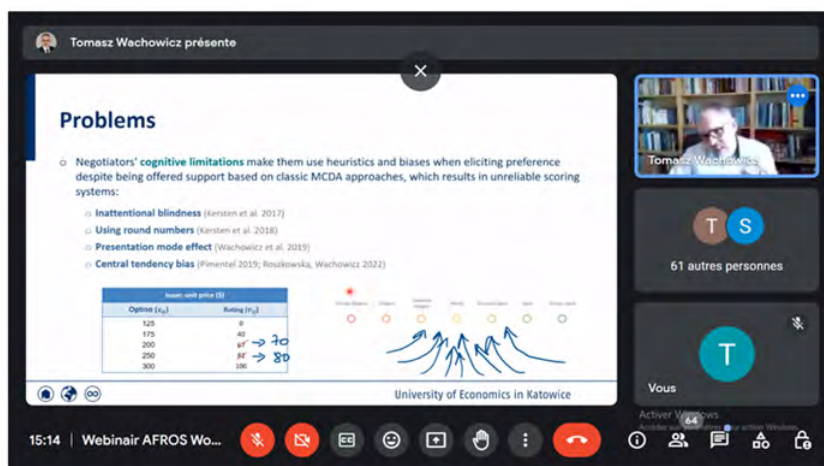 Tomasz Wachowicz présente
Problems
Negotiators' cognitive limitations make them use heuristics and biases when eliciting preference
despite being offered support based on classic MCDA approaches, which results in unreliable scoring
systems:
Inattentional blindness (Kersten et al. 2017)
Using round numbers (Kersten et al. 2018)
Presentation mode effect (Wachowicz et al. 2019)
Central tendency bias (Pimentel 2019; Roszkowska, Wachowicz 2022)
Issue: unit price ($)
Option Rating
125 0
175 40
200 → 70
250 → 80
300 100
University of Economics in Katowice
Tomasz Wachowicz
T S
61 autres personnes
T
Vous
Activer Windows
64
15:14 | Webinair AFROS Wo...
CC